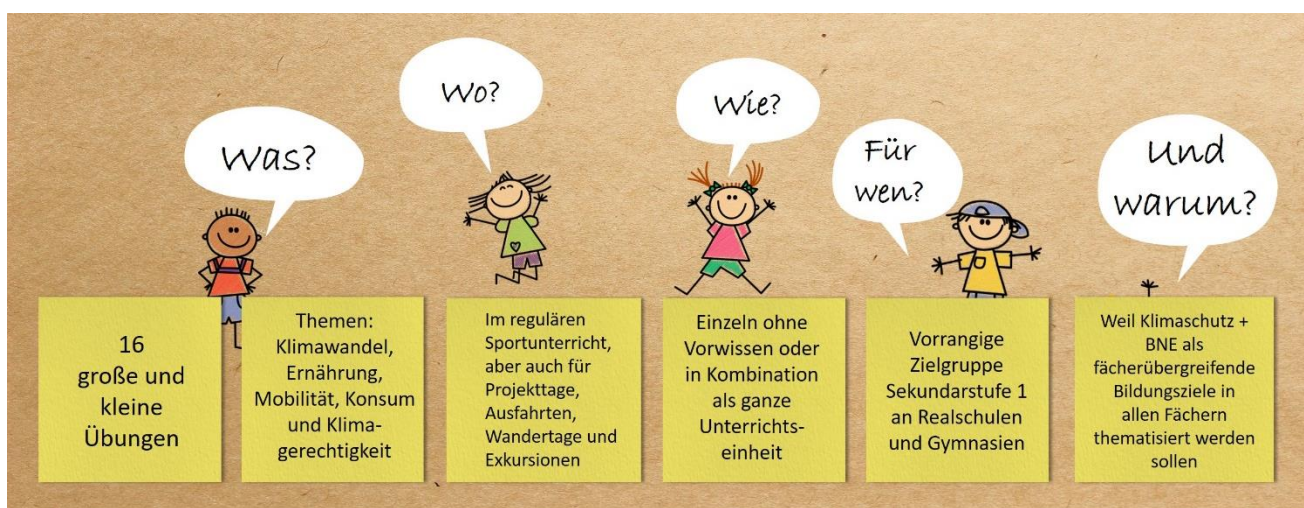 Was?
Wo?
Wie?
Für
wen?
Und
warum?
16
große und
kleine
Übungen
Themen:
Klimawandel,
Ernährung,
Mobilität, Konsum
und Klima-
gerechtigkeit
Im regulären
Sportunterricht,
aber auch für
Projekttage,
Ausfahrten,
Wandertage und
Exkursionen
Einzeln ohne
Vorwissen oder
in Kombination
als ganze
Unterrichts-
einheit
Vorrangige
Zielgruppe
Sekundarstufe 1
an Realschulen
und Gymnasien
Weil Klimaschutz +
BNE als
fächerübergreifende
Bildungsziele in
allen Fächern
thematisiert werden
sollen